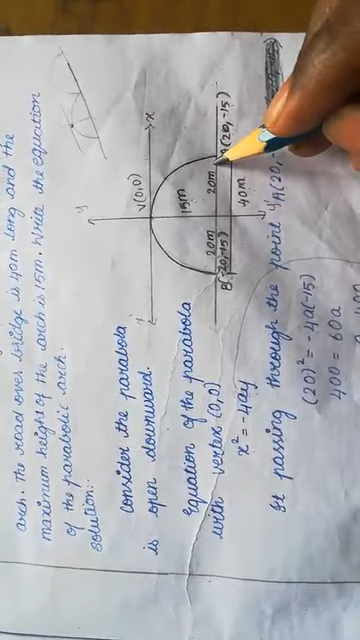 arch. the road over bridge is 40m long and the
maximum height of the arch is 15m. Write the equation
of the parabolic arch.
solution:
Consider the parabola
is open downward.
Equation of the parabola
with vertex (0,0)
x² = -4ay
It passing through the point A(20,-
(20)² = -4a(-15)
400 = 60a
y
x
V(0,0)
15m
20m
20m
B(-20,-15)
(20,-15)
40m
y'